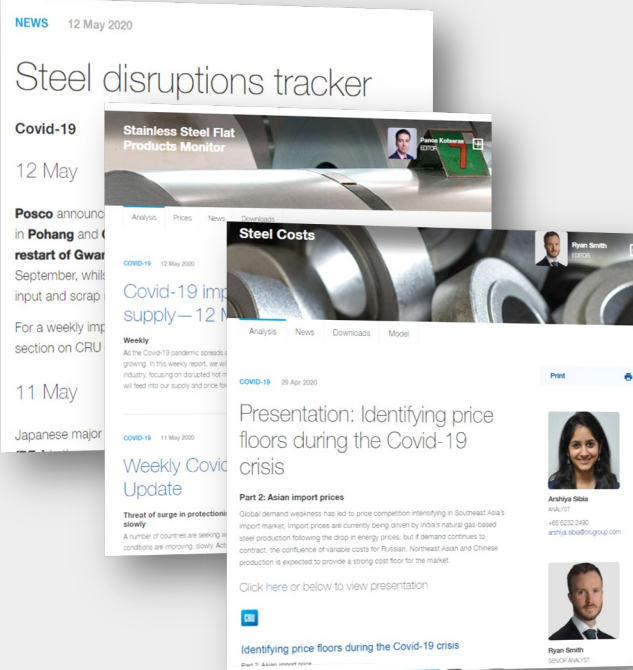 NEWS 12 May 2020
Steel disruptions tracker
Covid-19
12 May
Posco announc
in Pohang and
restart of Gwar
September, whils
input and scrap
For a weekly imp
section on CRU
11 May
Japanese major
Stainless Steel Flat
Products Monitor
Panos Kotseras
EDITOR
Analysis Prices News Downloads
COVID-19 12 May 2020
Covid-19 imp
supply—12 M
Weekly
As the Covid-19 pandemic spreads a
growing. In this weekly report, we wil
industry, focusing on disrupted hot m
will feed into our supply and price for
COVID-19 11 May 2020
Weekly Covid
Update
Threat of surge in protectionis
slowly
A number of countries are seeking w
conditions are improving, slowly. Act
Steel Costs
Ryan Smith
EDITOR
Analysis News Downloads Model
COVID-19 29 Apr 2020
Print
Presentation: Identifying price
floors during the Covid-19
crisis
Part 2: Asian import prices
Global demand weakness has led to price competition intensifying in Southeast Asia's
import market. Import prices are currently being driven by India's natural gas-based
steel production following the drop in energy prices, but if demand continues to
contract, the confluence of variable costs for Russian, Northeast Asian and Chinese
production is expected to provide a strong cost floor for the market.
Click here or below to view presentation
CRU
Identifying price floors during the Covid-19 crisis
Part 2: Asian import price
Arshiya Sibia
ANALYST
+65 6232 2490
arshiya.sibia@crugroup.com
Ryan Smith
SENIOR ANALYST